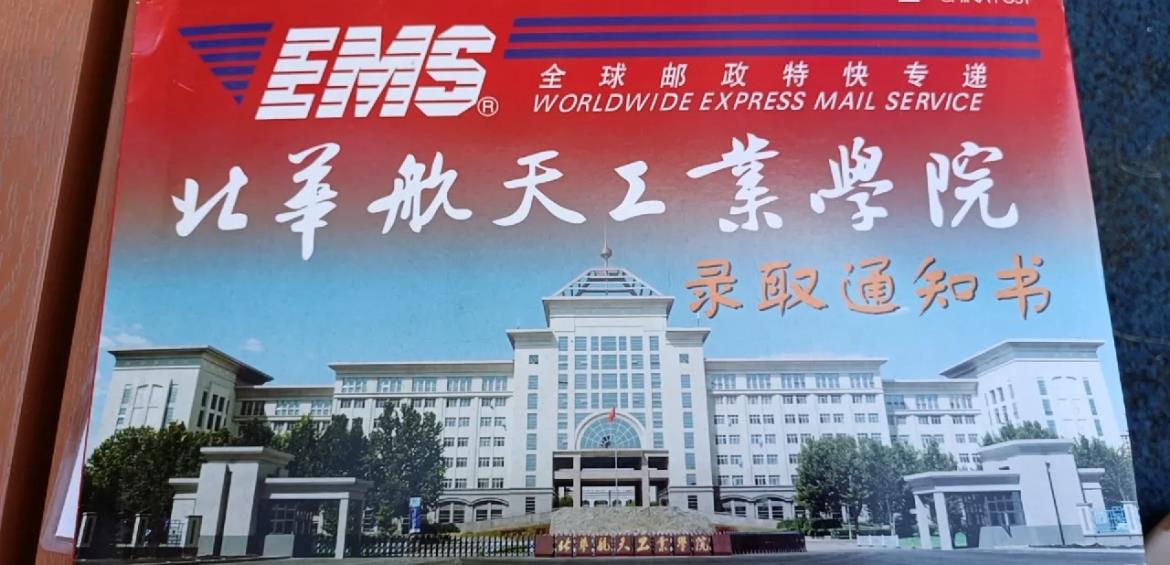 EMS®
全球邮政特快专递
WORLDWIDE EXPRESS MAIL SERVICE
北華航天工業學院
录取通知书
北華航天工業學院